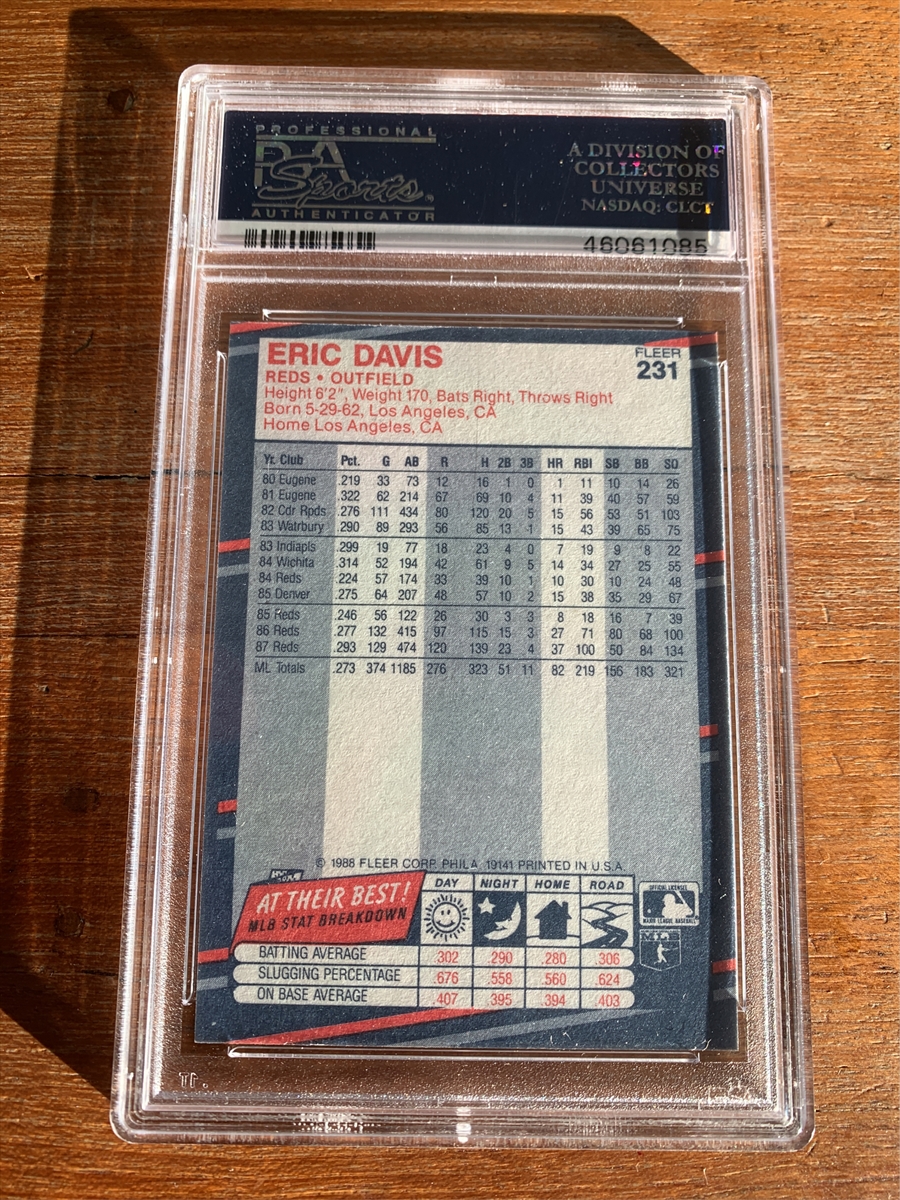 PROFESSIONAL
PSA
Sports
AUTHENTICATOR
A DIVISION OF
COLLECTORS
UNIVERSE
NASDAQ: CLCT
46061085
ERIC DAVIS
FLEER
231
REDS • OUTFIELD
Height 6'2", Weight 170, Bats Right, Throws Right
Born 5-29-62, Los Angeles, CA
Home Los Angeles, CA
Yr. Club Pct. G AB R H 2B 3B HR RBI SB BB SO
80 Eugene .219 33 73 12 16 1 0 1 11 10 14 26
81 Eugene .322 62 214 67 69 10 4 11 39 40 57 59
82 Cdr Rpds .276 111 434 80 120 20 5 15 56 53 51 103
83 Watrbury .290 89 293 56 85 13 1 15 43 39 65 75
83 Indiapls .299 19 77 18 23 4 0 7 19 9 8 22
84 Wichita .314 52 194 42 61 9 5 14 34 27 25 55
84 Reds .224 57 174 33 39 10 1 10 30 10 24 48
85 Denver .275 64 207 48 57 10 2 15 38 35 29 67
85 Reds .246 56 122 26 30 3 3 8 18 16 7 39
86 Reds .277 132 415 97 115 15 3 27 71 80 68 100
87 Reds .293 129 474 120 139 23 4 37 100 50 84 134
ML Totals .273 374 1185 276 323 51 11 82 219 156 183 321
© 1988 FLEER CORP. PHILA. 19141 PRINTED IN U.S.A.
AT THEIR BEST!
MLB STAT BREAKDOWN
DAY NIGHT HOME ROAD
OFFICIAL LICENSEE
MAJOR LEAGUE BASEBALL
BATTING AVERAGE .302 .290 .280 .306
SLUGGING PERCENTAGE .676 .558 .560 .624
ON BASE AVERAGE .407 .395 .394 .403